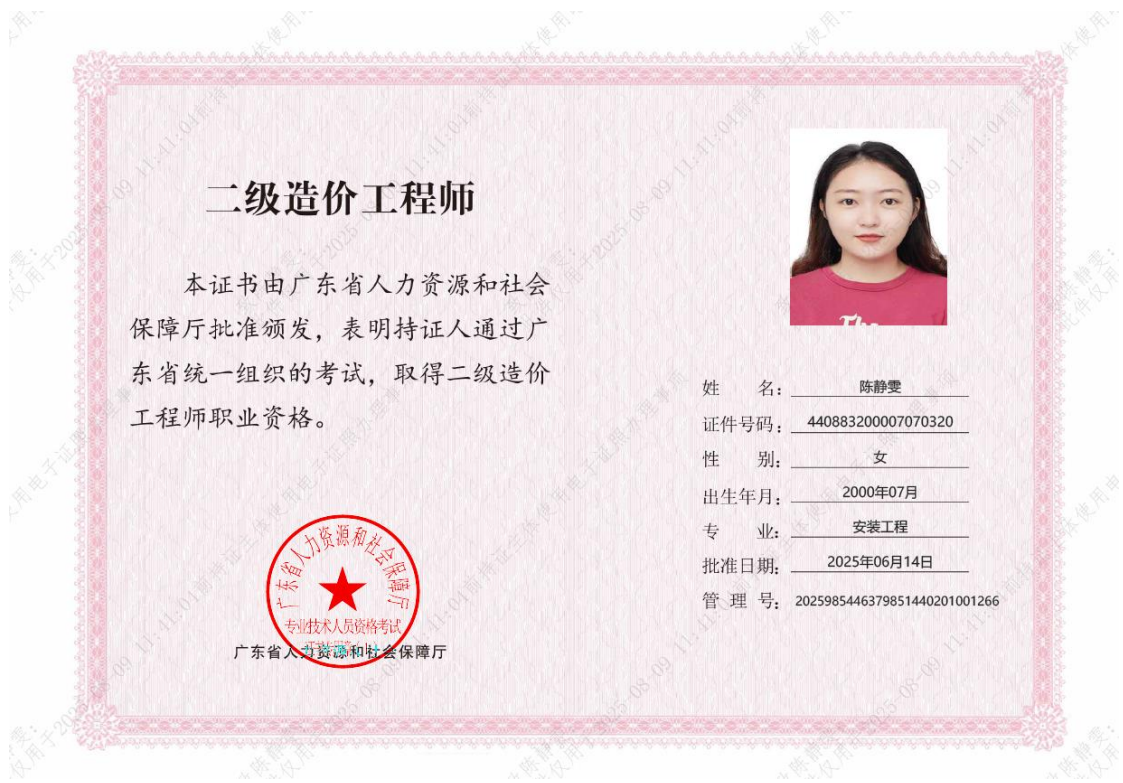 二级造价工程师
本证书由广东省人力资源和社会
保障厅批准颁发，表明持证人通过广
东省统一组织的考试，取得二级造价
工程师职业资格。
广东省人力资源和社会保障厅
专业技术人员资格考试
广东省人力资源和社会保障厅
姓 名：陈静雯
证件号码：440883200007070320
性 别：女
出生年月：2000年07月
专 业：安装工程
批准日期：2025年06月14日
管 理 号：2025985446379851440201001266